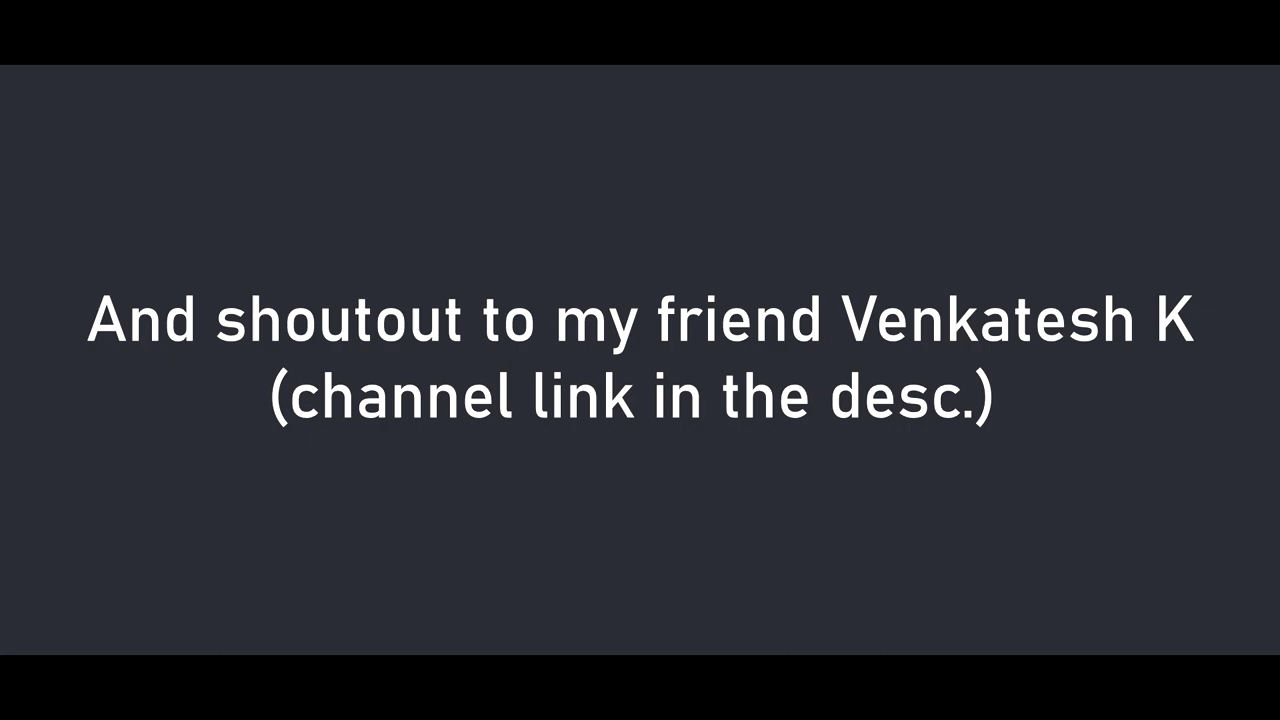 And shoutout to my friend Venkatesh K
(channel link in the desc.)